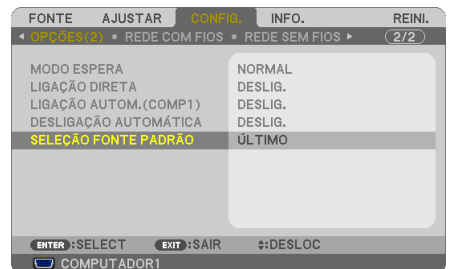 FONTE AJUSTAR CONFIG. INFO. REINI.
OPÇÕES(2) • REDE COM FIOS • REDE SEM FIOS 2/2
MODO ESPERA NORMAL
LIGAÇÃO DIRETA DESLIG.
LIGAÇÃO AUTOM.(COMP1) DESLIG.
DESLIGAÇÃO AUTOMÁTICA DESLIG.
SELEÇÃO FONTE PADRÃO ÚLTIMO
ENTER:SELECT EXIT:SAIR :DESLOC
COMPUTADOR1